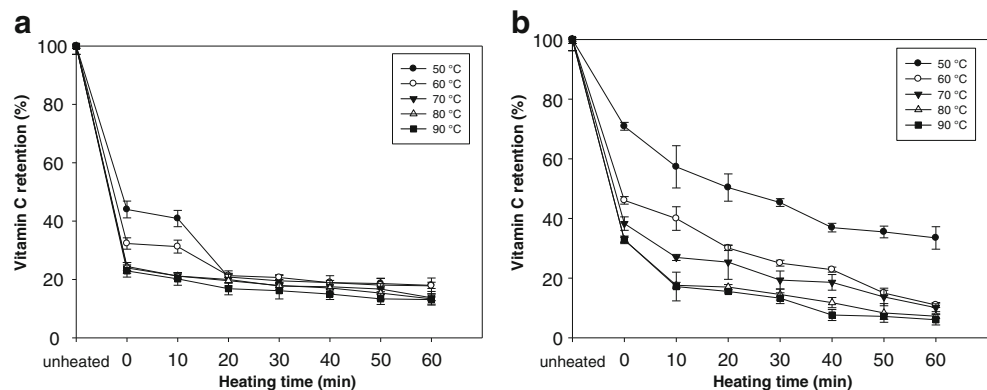 a
100
80
60
40
20
0
Vitamin C retention (%)
50 °C
60 °C
70 °C
80 °C
90 °C
unheated 0 10 20 30 40 50 60
Heating time (min)
b
100
80
60
40
20
0
Vitamin C retention (%)
50 °C
60 °C
70 °C
80 °C
90 °C
unheated 0 10 20 30 40 50 60
Heating time (min)